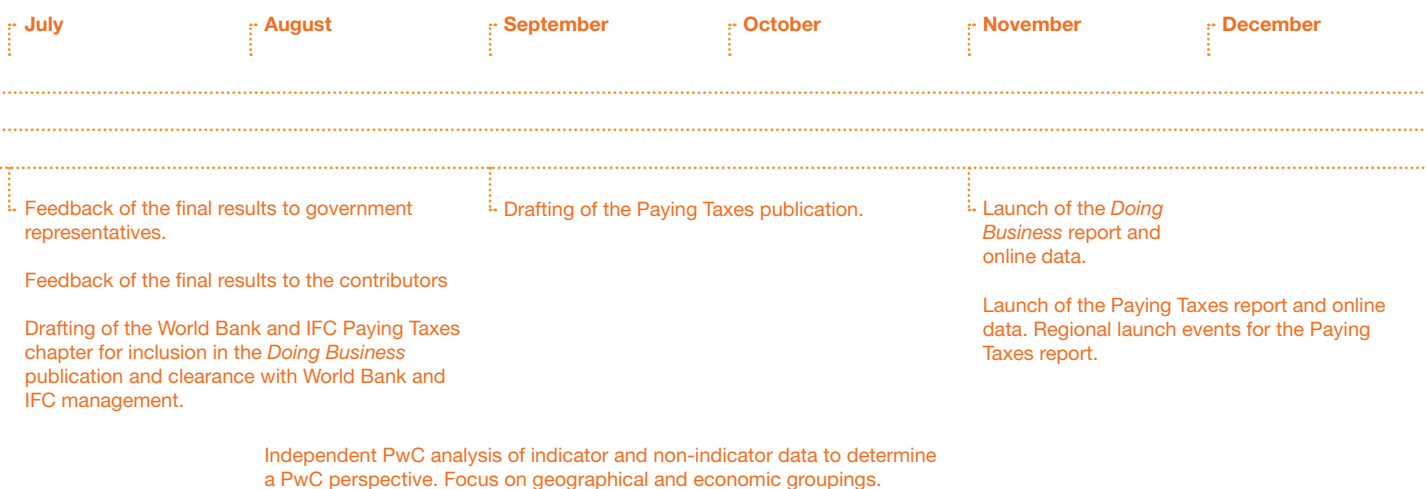 July
August
September
October
November
December
Feedback of the final results to government
representatives.
Feedback of the final results to the contributors
Drafting of the World Bank and IFC Paying Taxes
chapter for inclusion in the Doing Business
publication and clearance with World Bank and
IFC management.
Drafting of the Paying Taxes publication.
Launch of the Doing
Business report and
online data.
Launch of the Paying Taxes report and online
data. Regional launch events for the Paying
Taxes report.
Independent PwC analysis of indicator and non-indicator data to determine
a PwC perspective. Focus on geographical and economic groupings.